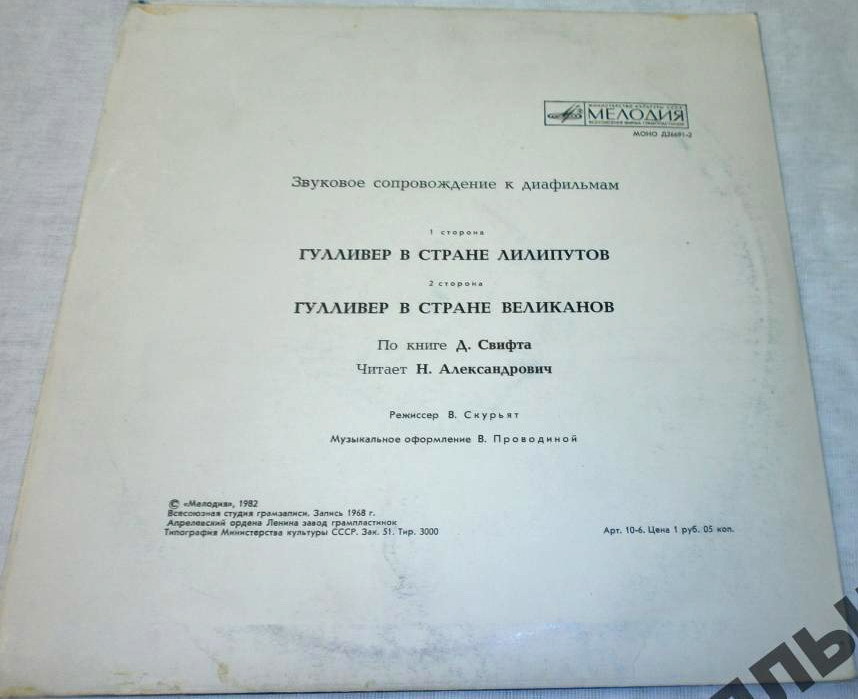 МИНИСТЕРСТВО КУЛЬТУРЫ СССР
МЕЛОДИЯ
ВСЕСОЮЗНАЯ ФИРМА ГРАМПЛАСТИНОК
МОНО Д26691-2
Звуковое сопровождение к диафильмам
1 сторона
ГУЛЛИВЕР В СТРАНЕ ЛИЛИПУТОВ
2 сторона
ГУЛЛИВЕР В СТРАНЕ ВЕЛИКАНОВ
По книге Д. Свифта
Читает Н. Александрович
Режиссер В. Скурьят
Музыкальное оформление В. Проводиной
© «Мелодия», 1982
Всесоюзная студия грамзаписи. Запись 1968 г.
Апрелевский ордена Ленина завод грампластинок
Типография Министерства культуры СССР. Зак. 51. Тир. 3000
Арт. 10-6. Цена 1 руб. 05 коп.